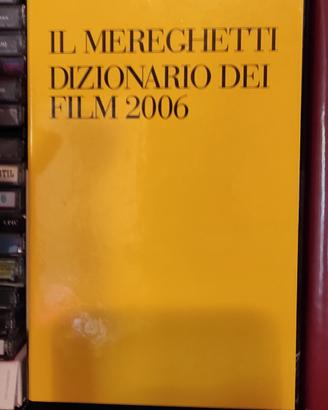 IL MEREGHETTI
DIZIONARIO DEI
FILM 2006